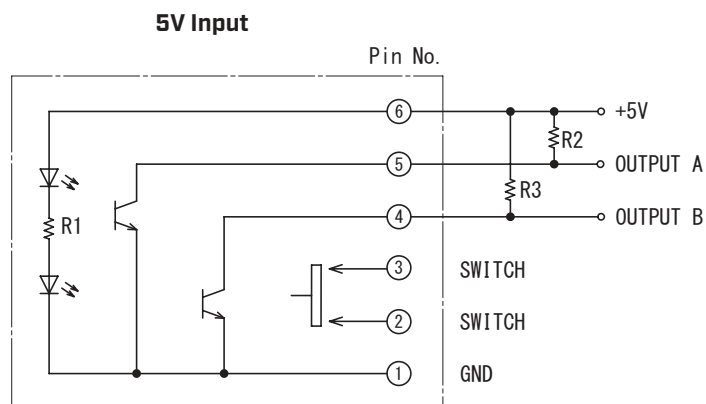 5V Input
Pin No.
6 +5V
R2
5 OUTPUT A
R3
4 OUTPUT B
R1
3 SWITCH
2 SWITCH
1 GND